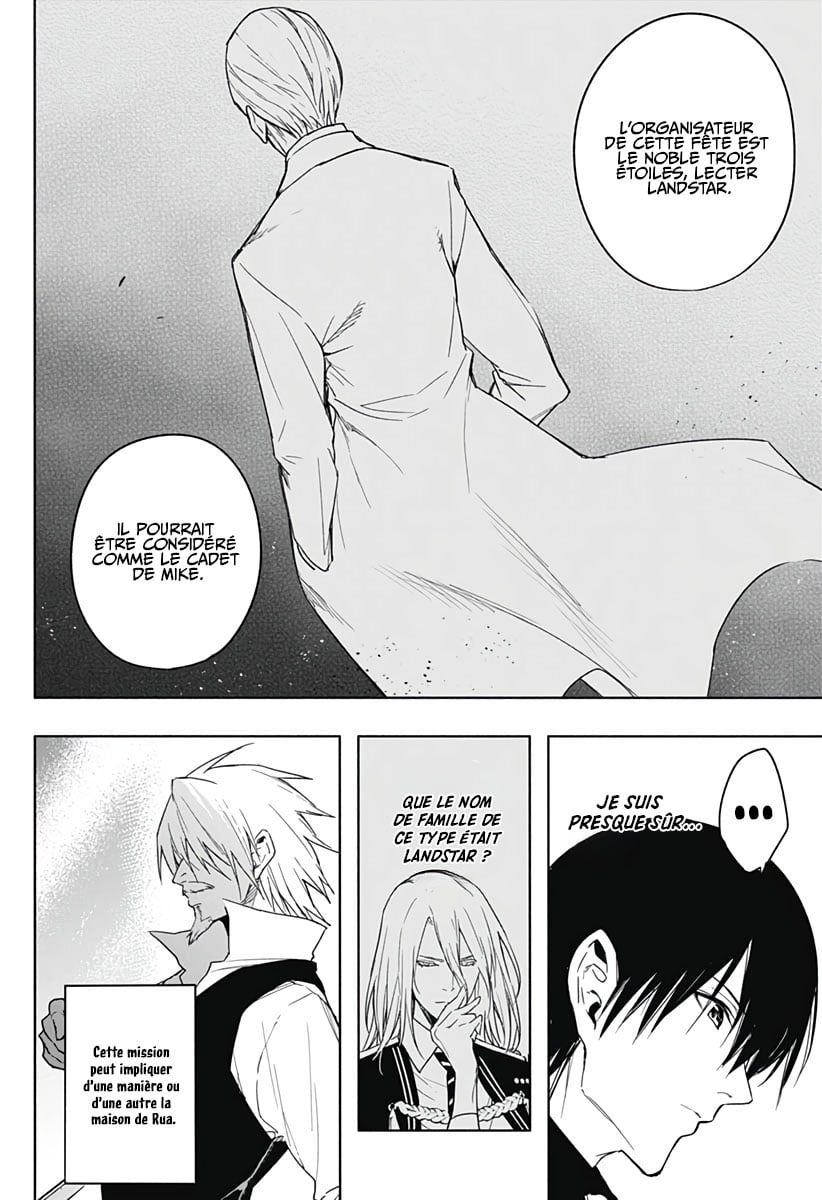 L'ORGANISATEUR
DE CETTE FÊTE EST
LE NOBLE TROIS
ÉTOILES, LECTER
LANDSTAR.
IL POURRAIT
ÊTRE CONSIDÉRÉ
COMME LE CADET
DE MIKE.
...
JE SUIS
PRESQUE SÛR...
QUE LE NOM
DE FAMILLE DE
CE TYPE ÉTAIT
LANDSTAR ?
Cette mission
peut impliquer
d'une manière ou
d'une autre la
maison de Rua.